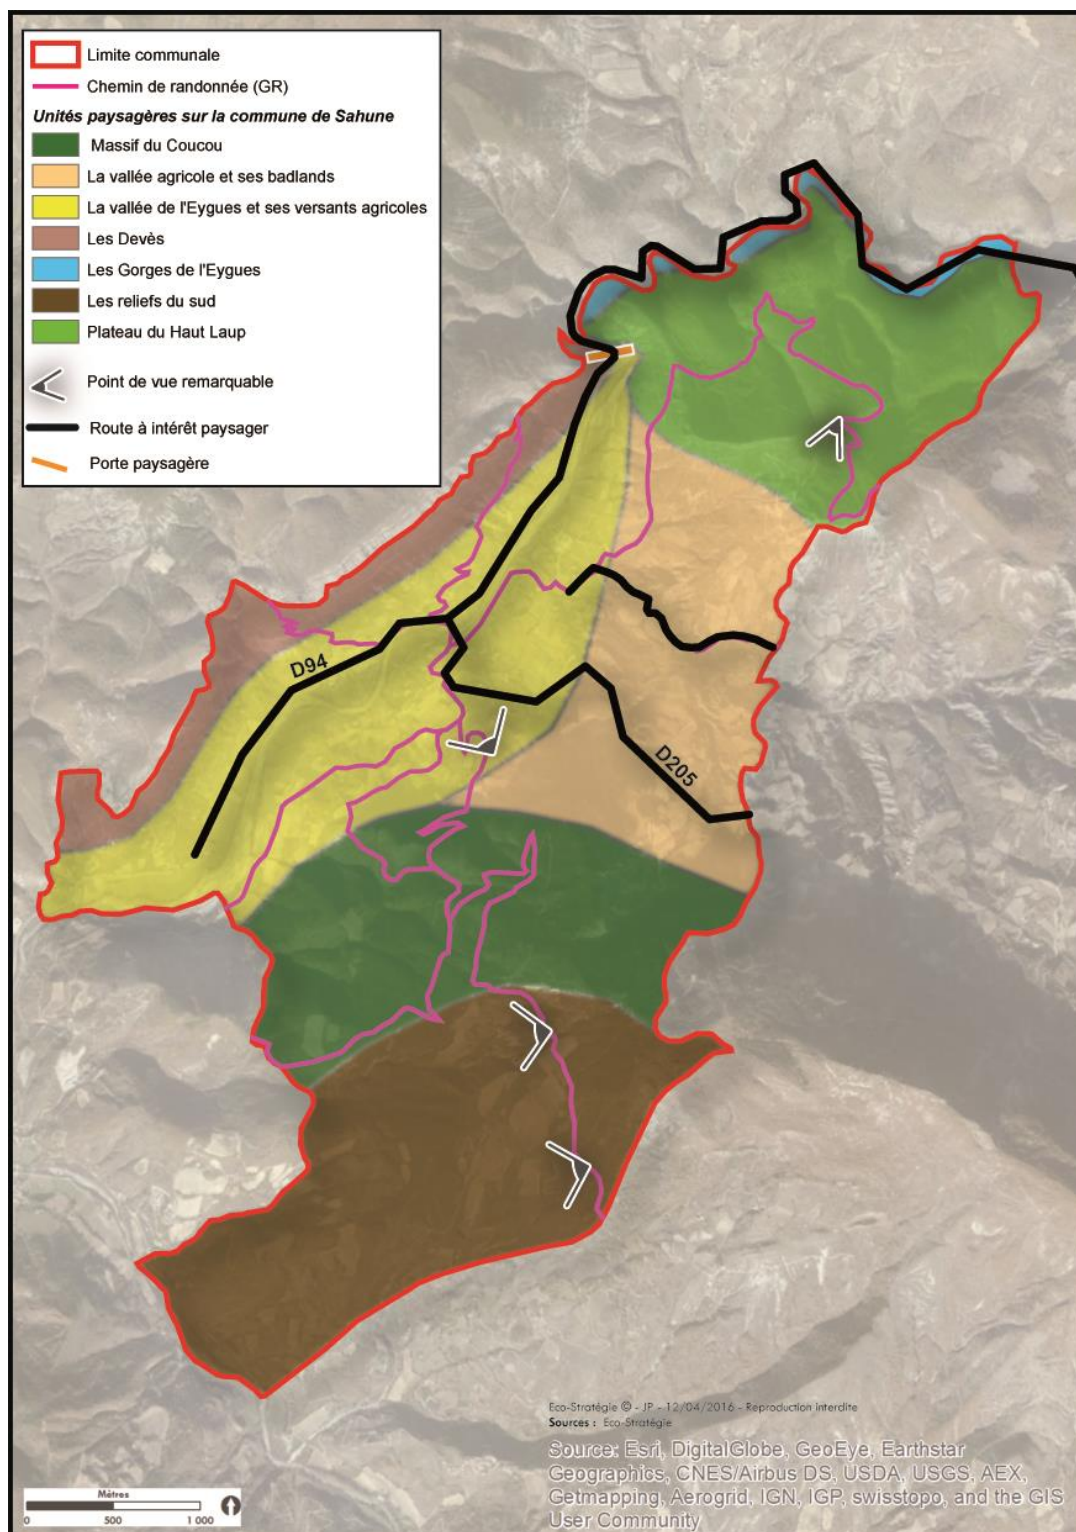 Limite communale
Chemin de randonnée (GR)
Unités paysagères sur la commune de Sahune
Massif du Coucou
La vallée agricole et ses badlands
La vallée de l'Eygues et ses versants agricoles
Les Devès
Les Gorges de l'Eygues
Les reliefs du sud
Plateau du Haut Laup
Point de vue remarquable
Route à intérêt paysager
Porte paysagère
D94
D205
Eco-Stratégie © - JP - 12/04/2016 - Reproduction interdite
Sources : Eco-Stratégie
Source: Esri, DigitalGlobe, GeoEye, Earthstar
Geographics, CNES/Airbus DS, USDA, USGS, AEX,
Getmapping, Aerogrid, IGN, IGP, swisstopo, and the GIS
User Community
Mètres
0 500 1 000